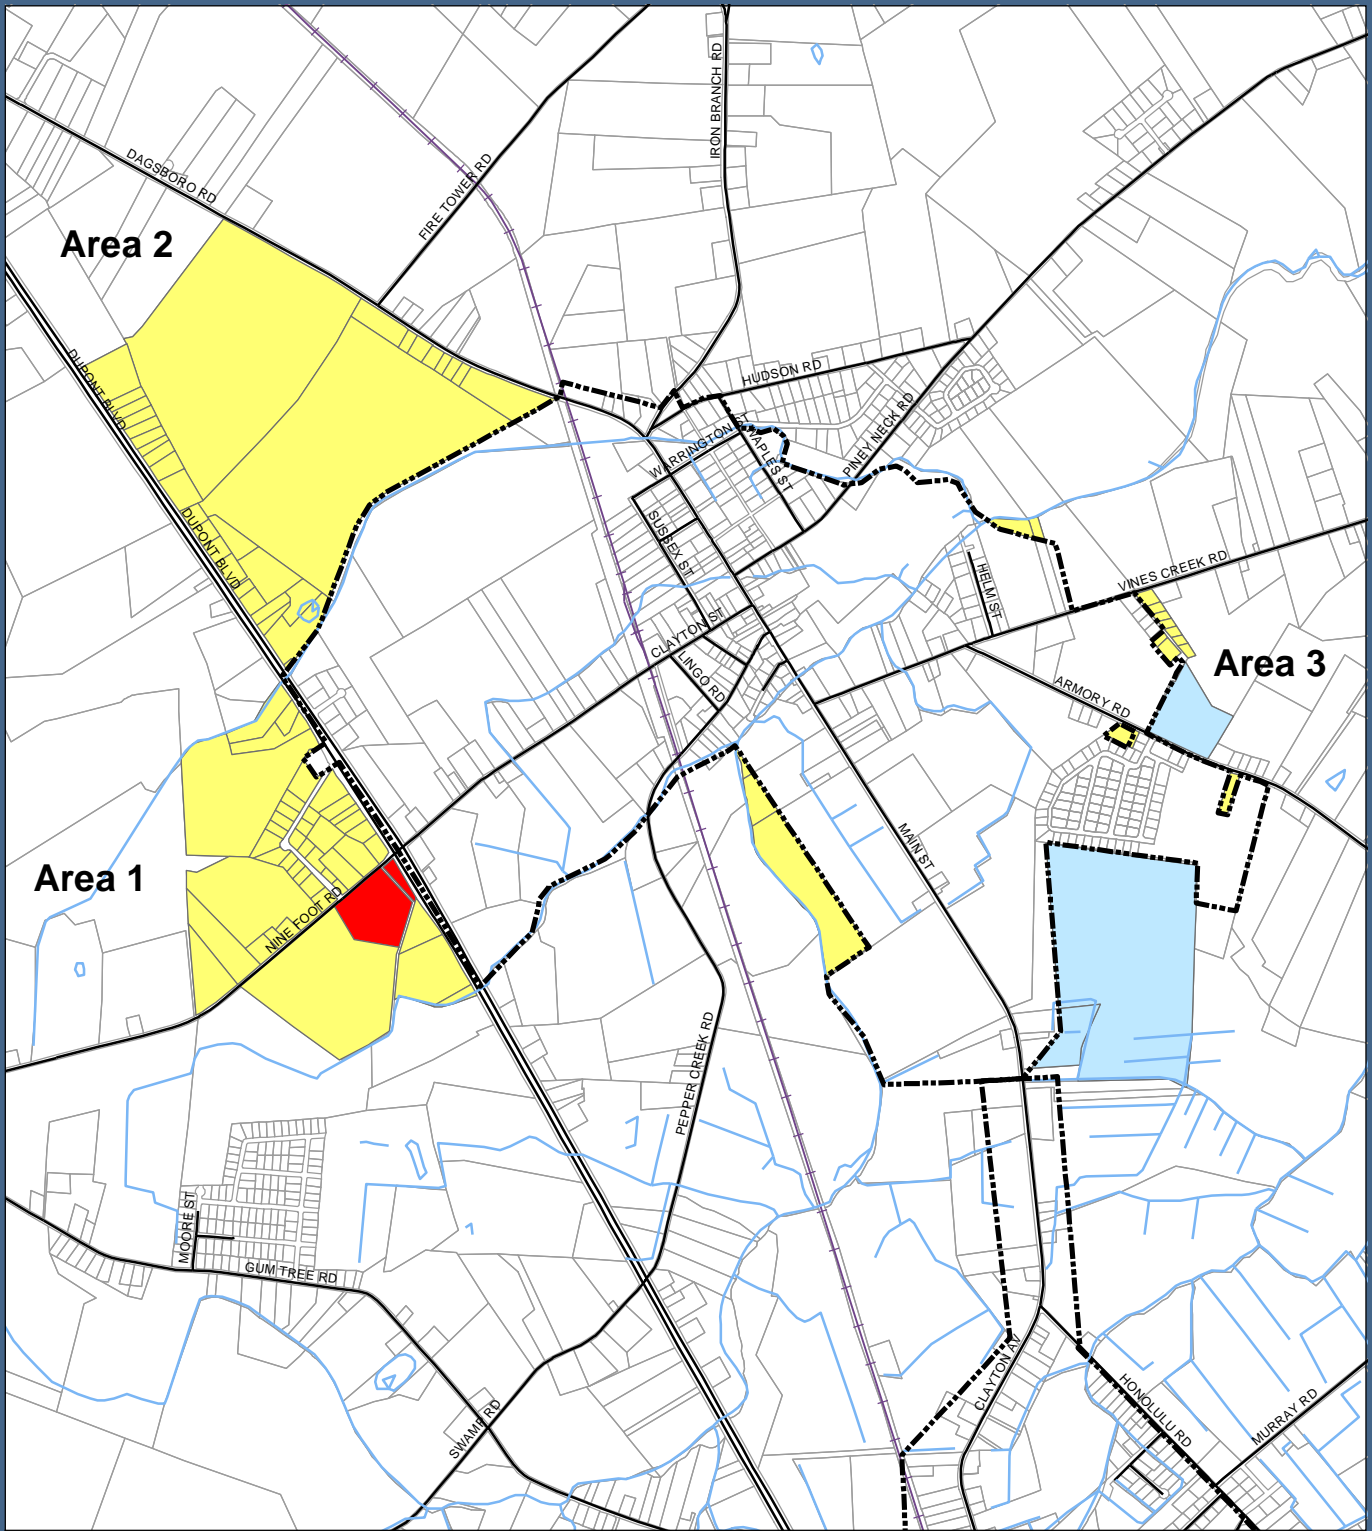 IRON BRANCH RD
DAGSBORO RD
FIRE TOWER RD
Area 2
DUPONT BLVD
HUDSON RD
PINEY NECK RD
WARRINGTON
DUPONT BLVD
SUSSEX ST
VINES CREEK RD
HELM ST
CLAYTON ST
LINGO RD
Area 3
ARMORY RD
MAIN ST
Area 1
NINE FOOT RD
PEPPER CREEK RD
MOORE ST
GUM TREE RD
CLAYTON AV
HONOLULU RD
MURRAY RD
SWAMP RD